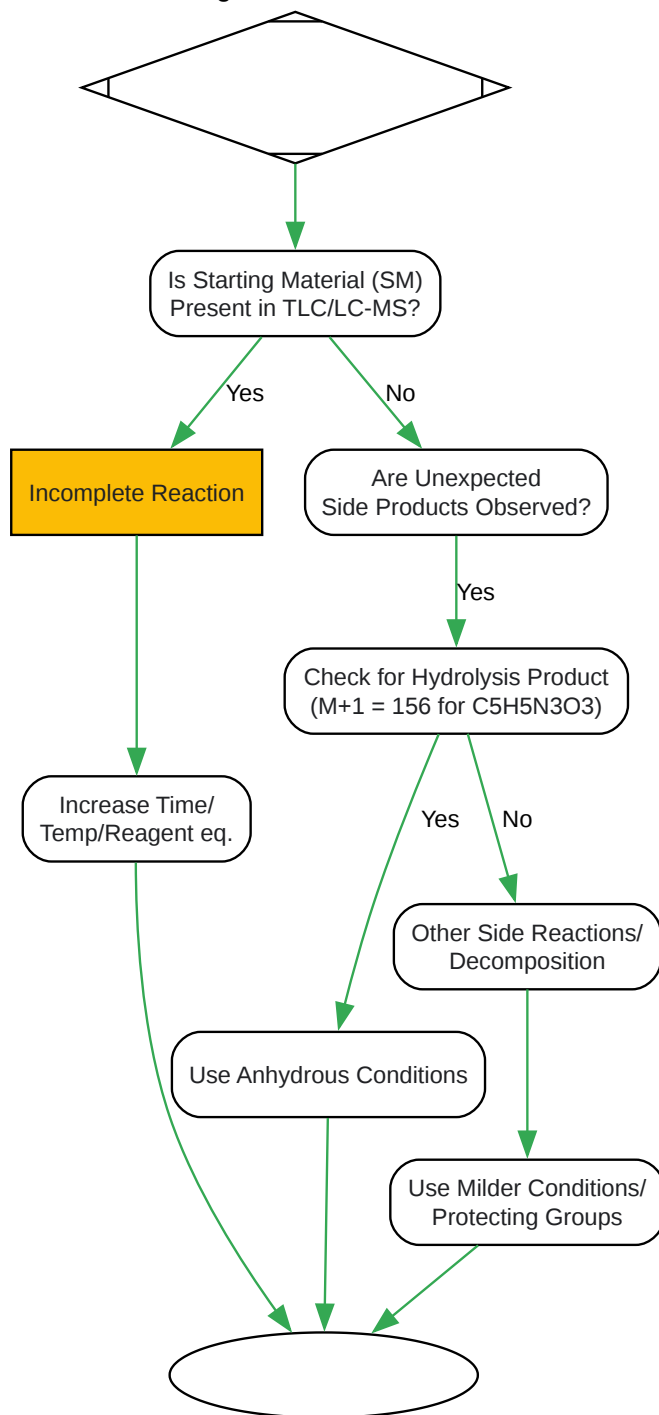 Is Starting Material (SM)
Present in TLC/LC-MS?
Yes
No
Incomplete Reaction
Are Unexpected
Side Products Observed?
Yes
Check for Hydrolysis Product
(M+1 = 156 for C5H5N3O3)
Increase Time/
Temp/Reagent eq.
Yes
No
Other Side Reactions/
Decomposition
Use Anhydrous Conditions
Use Milder Conditions/
Protecting Groups